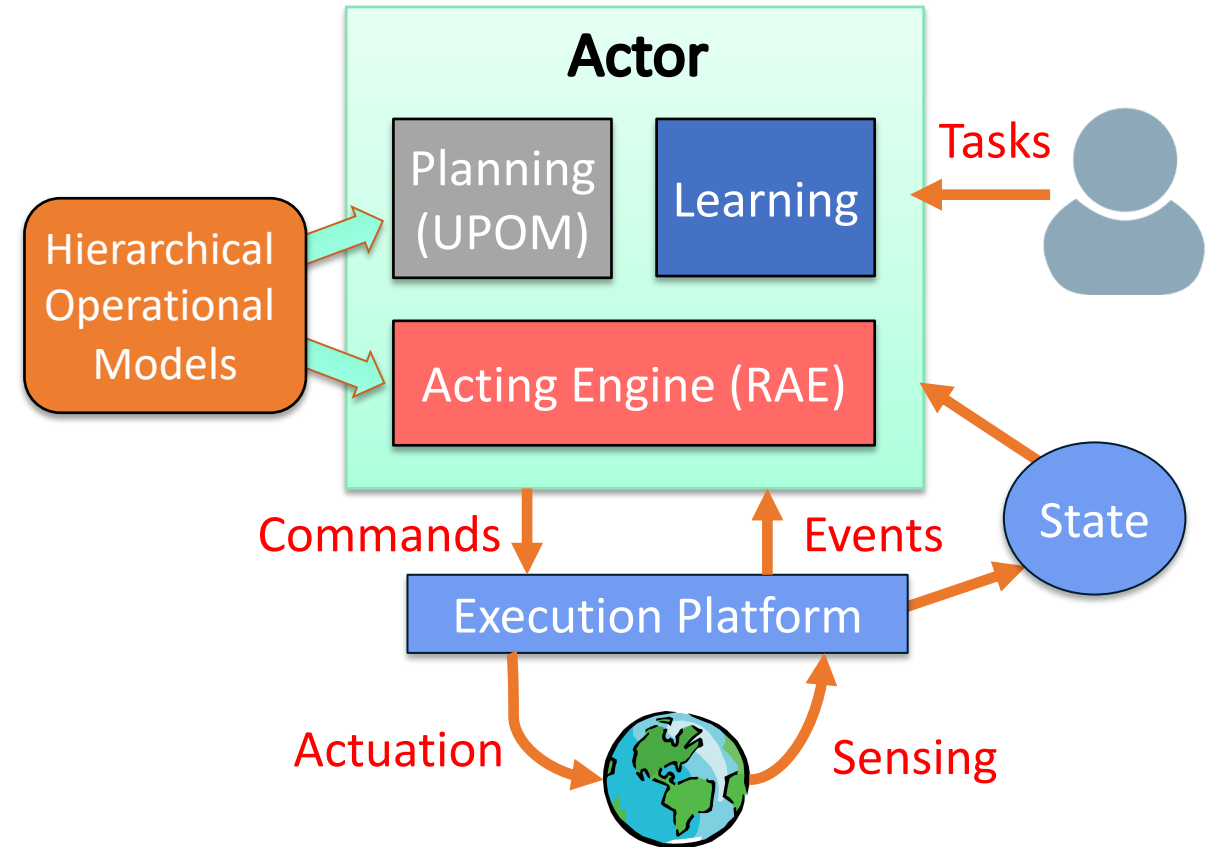 Actor
Planning
(UPOM)
Learning
Tasks
Hierarchical
Operational
Models
Acting Engine (RAE)
Commands
Events
State
Execution Platform
Actuation
Sensing